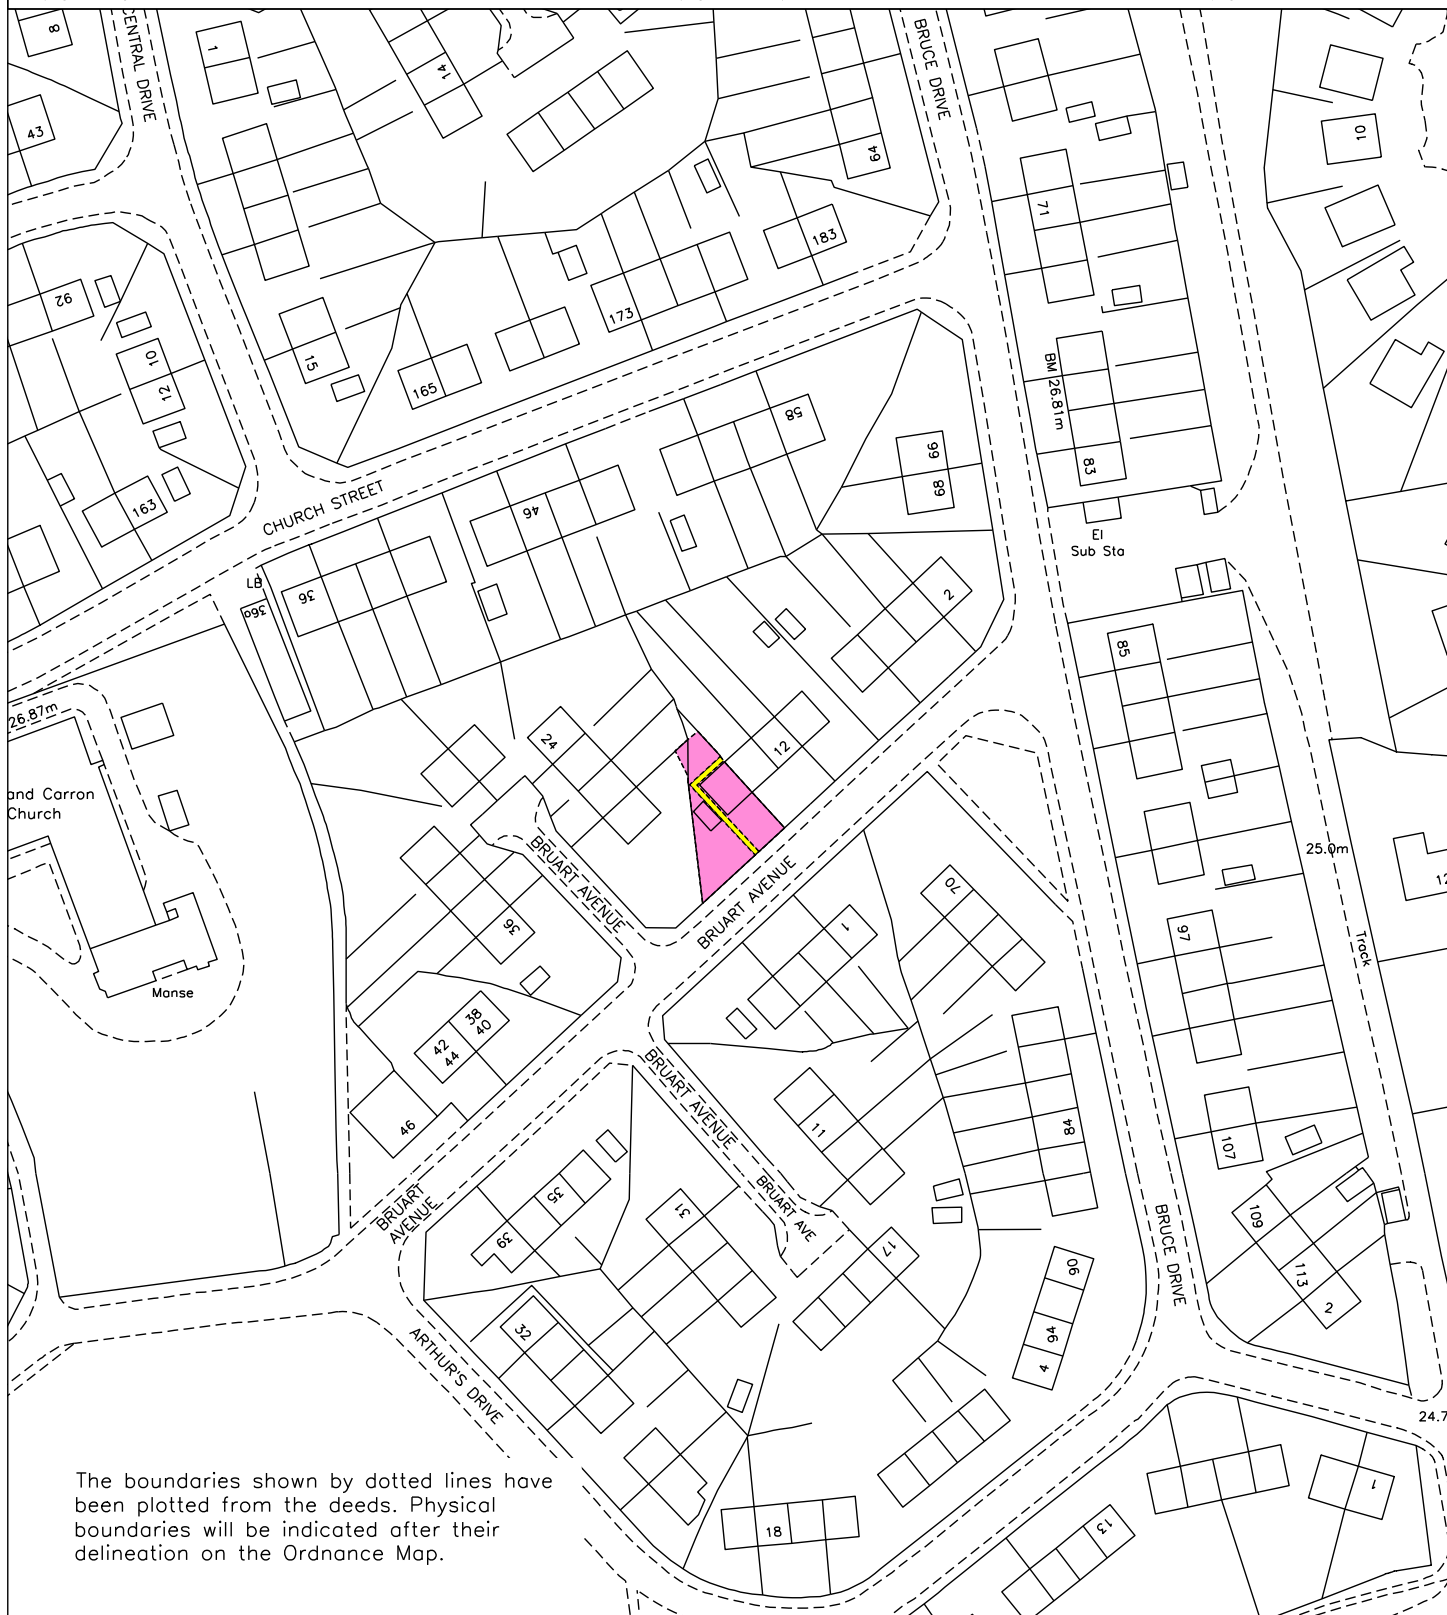 8
CENTRAL DRIVE
1
14
BRUCE DRIVE
43
64
10
71
183
92
173
10
12
15
165
BM 26.81m
58
66
68
83
163
CHURCH STREET
46
El
Sub Sta
LB
36a
36
2
85
26.87m
24
12
and Carron
Church
BRUART AVENUE
BRUART AVENUE
25.0m
12
70
1
36
97
Track
Manse
38
40
42
44
46
BRUART AVENUE
11
84
107
BRUART
AVENUE
35
39
31
BRUART AVE
17
BRUCE DRIVE
109
113
2
90
94
4
32
ARTHUR'S DRIVE
24.7
18
13
1
The boundaries shown by dotted lines have
been plotted from the deeds. Physical
boundaries will be indicated after their
delineation on the Ordnance Map.